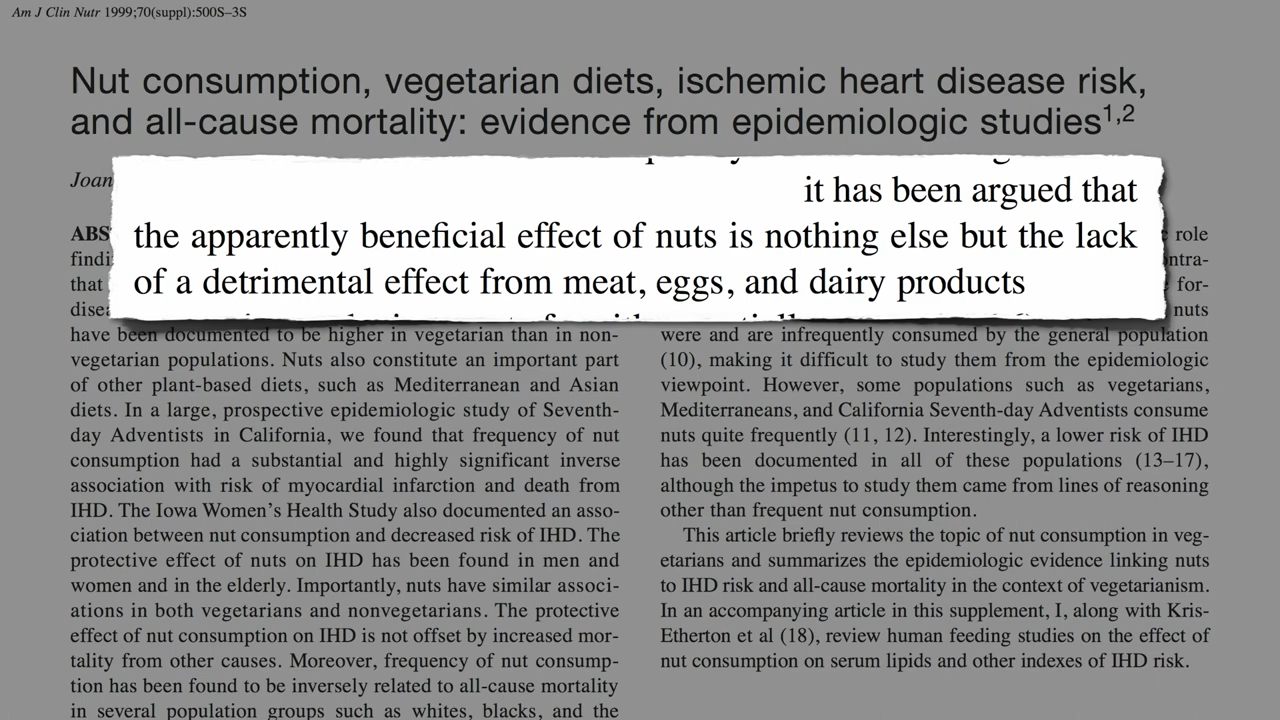 Am J Clin Nutr 1999;70(suppl):500S–3S
Nut consumption, vegetarian diets, ischemic heart disease risk,
and all-cause mortality: evidence from epidemiologic studies1,2
Joan
it has been argued that
the apparently beneficial effect of nuts is nothing else but the lack
of a detrimental effect from meat, eggs, and dairy products
ABS
findi
that
disea
have been documented to be higher in vegetarian than in non-
vegetarian populations. Nuts also constitute an important part
of other plant-based diets, such as Mediterranean and Asian
diets. In a large, prospective epidemiologic study of Seventh-
day Adventists in California, we found that frequency of nut
consumption had a substantial and highly significant inverse
association with risk of myocardial infarction and death from
IHD. The Iowa Women's Health Study also documented an asso-
ciation between nut consumption and decreased risk of IHD. The
protective effect of nuts on IHD has been found in men and
women and in the elderly. Importantly, nuts have similar associ-
ations in both vegetarians and nonvegetarians. The protective
effect of nut consumption on IHD is not offset by increased mor-
tality from other causes. Moreover, frequency of nut consump-
tion has been found to be inversely related to all-cause mortality
in several population groups such as whites, blacks, and the
role
ntra-
for-
nuts
were and are infrequently consumed by the general population
(10), making it difficult to study them from the epidemiologic
viewpoint. However, some populations such as vegetarians,
Mediterraneans, and California Seventh-day Adventists consume
nuts quite frequently (11, 12). Interestingly, a lower risk of IHD
has been documented in all of these populations (13–17),
although the impetus to study them came from lines of reasoning
other than frequent nut consumption.
This article briefly reviews the topic of nut consumption in veg-
etarians and summarizes the epidemiologic evidence linking nuts
to IHD risk and all-cause mortality in the context of vegetarianism.
In an accompanying article in this supplement, I, along with Kris-
Etherton et al (18), review human feeding studies on the effect of
nut consumption on serum lipids and other indexes of IHD risk.